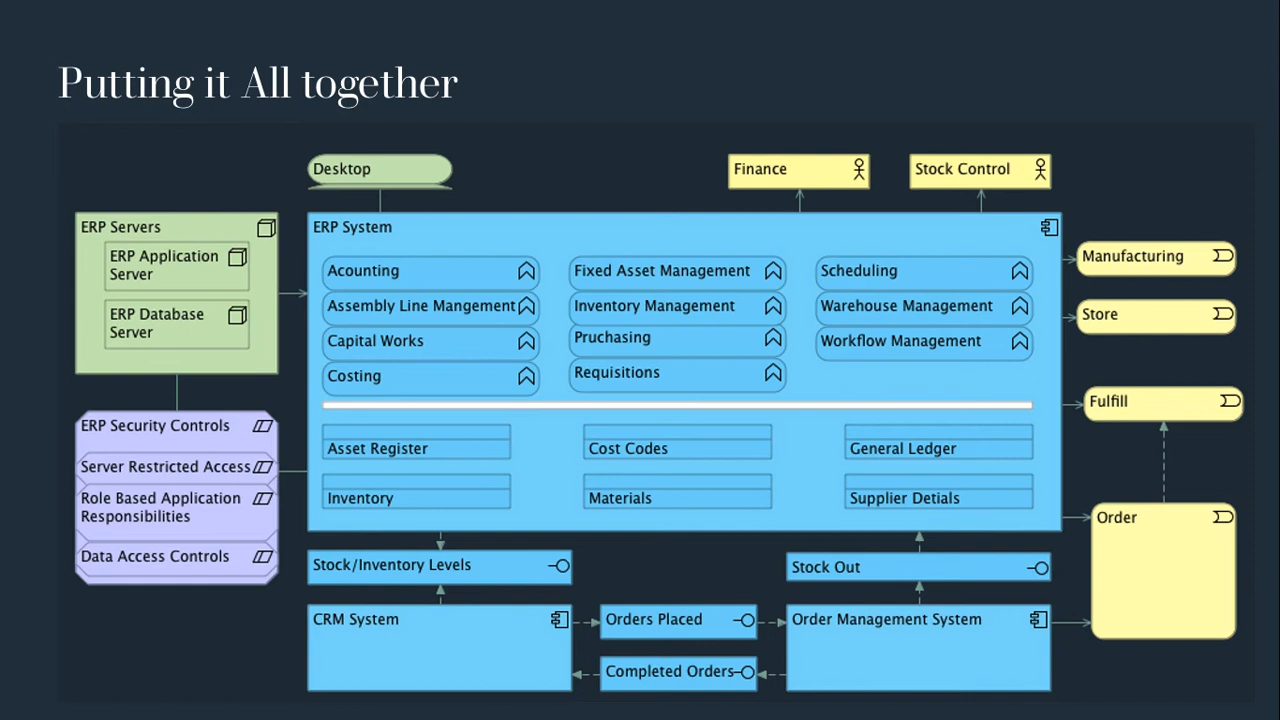 Putting it All together
Desktop
Finance
Stock Control
ERP Servers
ERP Application
Server
ERP Database
Server
ERP System
Acounting
Fixed Asset Management
Scheduling
Assembly Line Mangement
Inventory Management
Warehouse Management
Capital Works
Pruchasing
Workflow Management
Costing
Requisitions
Asset Register
Cost Codes
General Ledger
Inventory
Materials
Supplier Detials
Manufacturing
Store
Fulfill
Order
ERP Security Controls
Server Restricted Access
Role Based Application
Responsibilities
Data Access Controls
Stock/Inventory Levels
Stock Out
CRM System
Orders Placed
Order Management System
Completed Orders